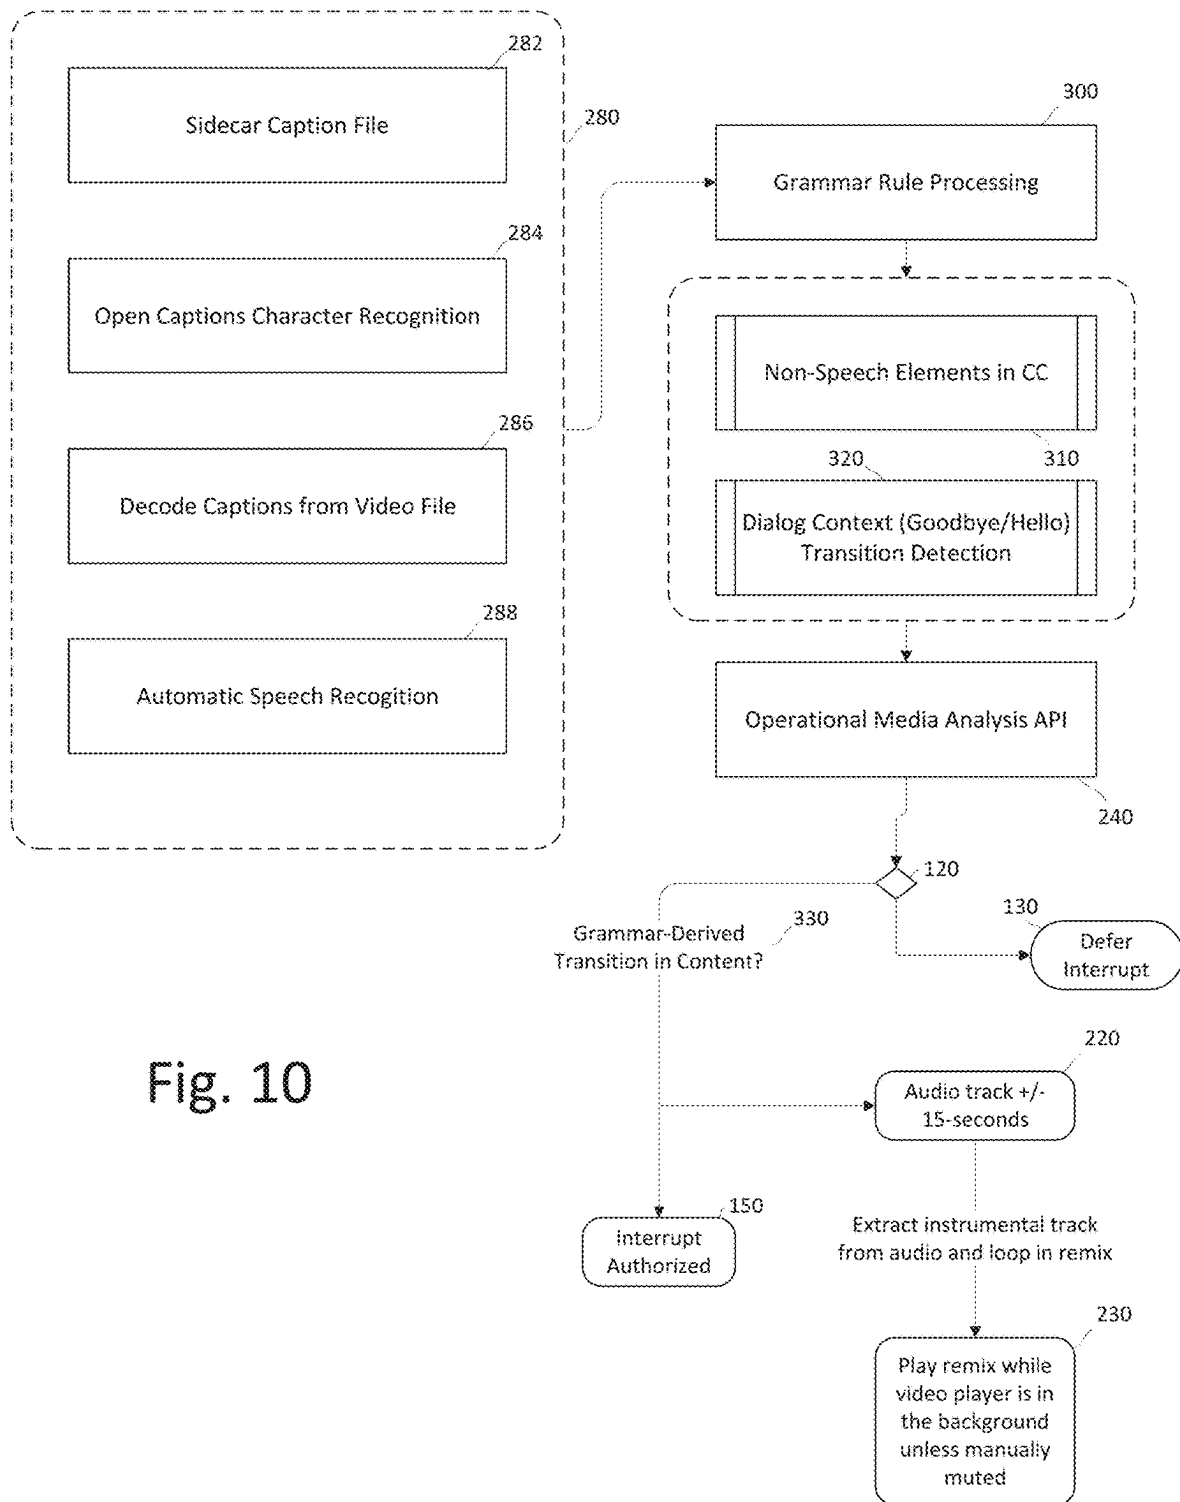 282
Sidecar Caption File
280
284
Open Captions Character Recognition
286
Decode Captions from Video File
288
Automatic Speech Recogition
300
Grammar Rule Processing
Non-Speech Elements in CC
310
320
Dialog Context (Goodbye/Hello)
Transition Detection
Operational Media Analysis API
240
120
130
Defer
Interrupt
330
Grammar-Derived
Transition in Content?
220
Audio track +/-
15-seconds
150
Interrupt
Authorized
Extract instrumental track
from audio and loop in remix
230
Play remix while
video player is in
the background
unless manually
muted
Fig. 10